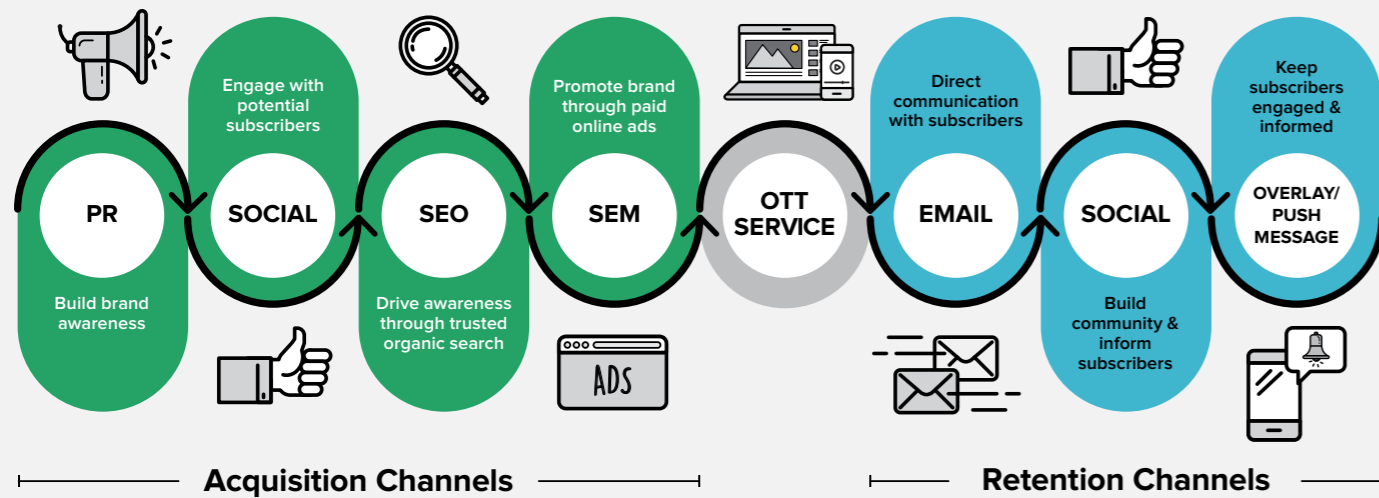 Engage with
potential
subscribers
Promote brand
through paid
online ads
Direct
communication
with subscribers
Keep
subscribers
engaged &
informed
PR
SOCIAL
SEO
SEM
OTT
SERVICE
EMAIL
SOCIAL
OVERLAY/
PUSH
MESSAGE
Build brand
awareness
Drive awareness
through trusted
organic search
ADS
Build
community &
inform
subscribers
Acquisition Channels
Retention Channels